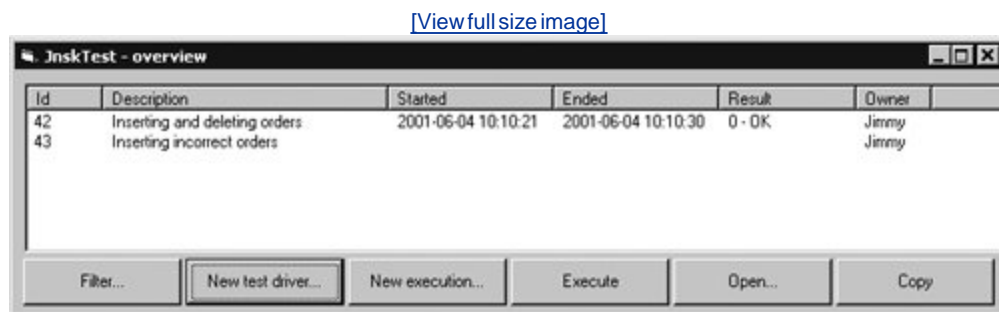 [View full size image]
JnskTest - overview
Id Description Started Ended Result Owner
42 Inserting and deleting orders 2001-06-04 10:10:21 2001-06-04 10:10:30 0 - OK Jimmy
43 Inserting incorrect orders Jimmy
Filter... New test driver... New execution... Execute Open... Copy